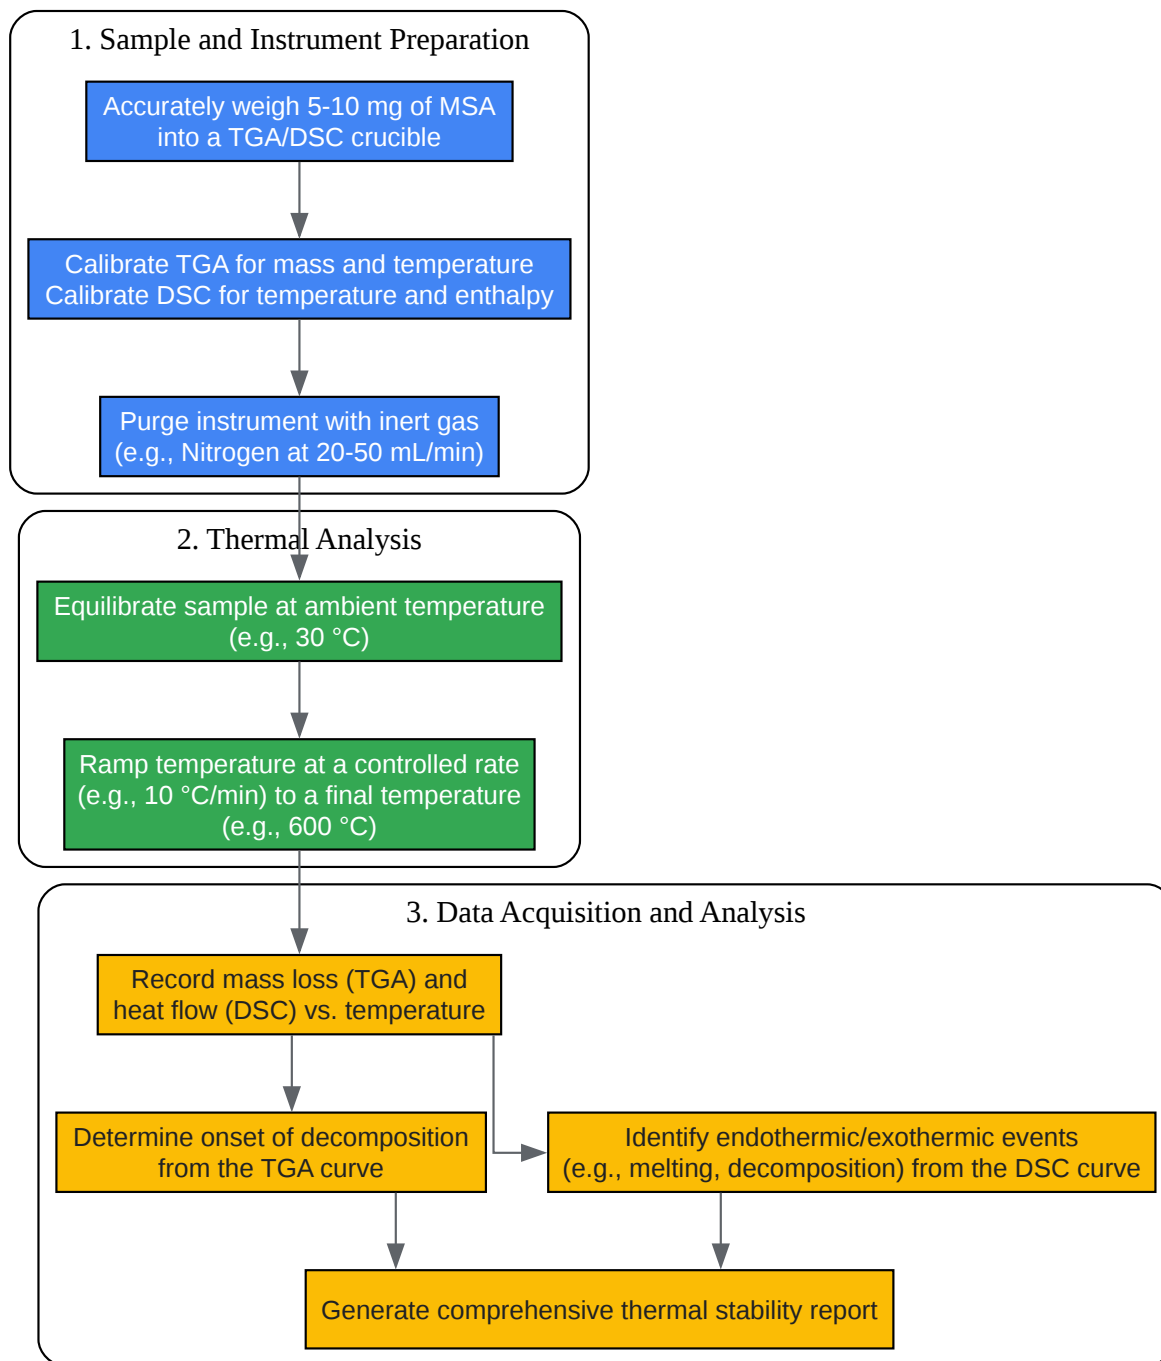 1. Sample and Instrument Preparation
Accurately weigh 5-10 mg of MSA
into a TGA/DSC crucible
Calibrate TGA for mass and temperature
Calibrate DSC for temperature and enthalpy
Purge instrument with inert gas
(e.g., Nitrogen at 20-50 mL/min)
2. Thermal Analysis
Equilibrate sample at ambient temperature
(e.g., 30 °C)
Ramp temperature at a controlled rate
(e.g., 10 °C/min) to a final temperature
(e.g., 600 °C)
3. Data Acquisition and Analysis
Record mass loss (TGA) and
heat flow (DSC) vs. temperature
Determine onset of decomposition
from the TGA curve
Identify endothermic/exothermic events
(e.g., melting, decomposition) from the DSC curve
Generate comprehensive thermal stability report